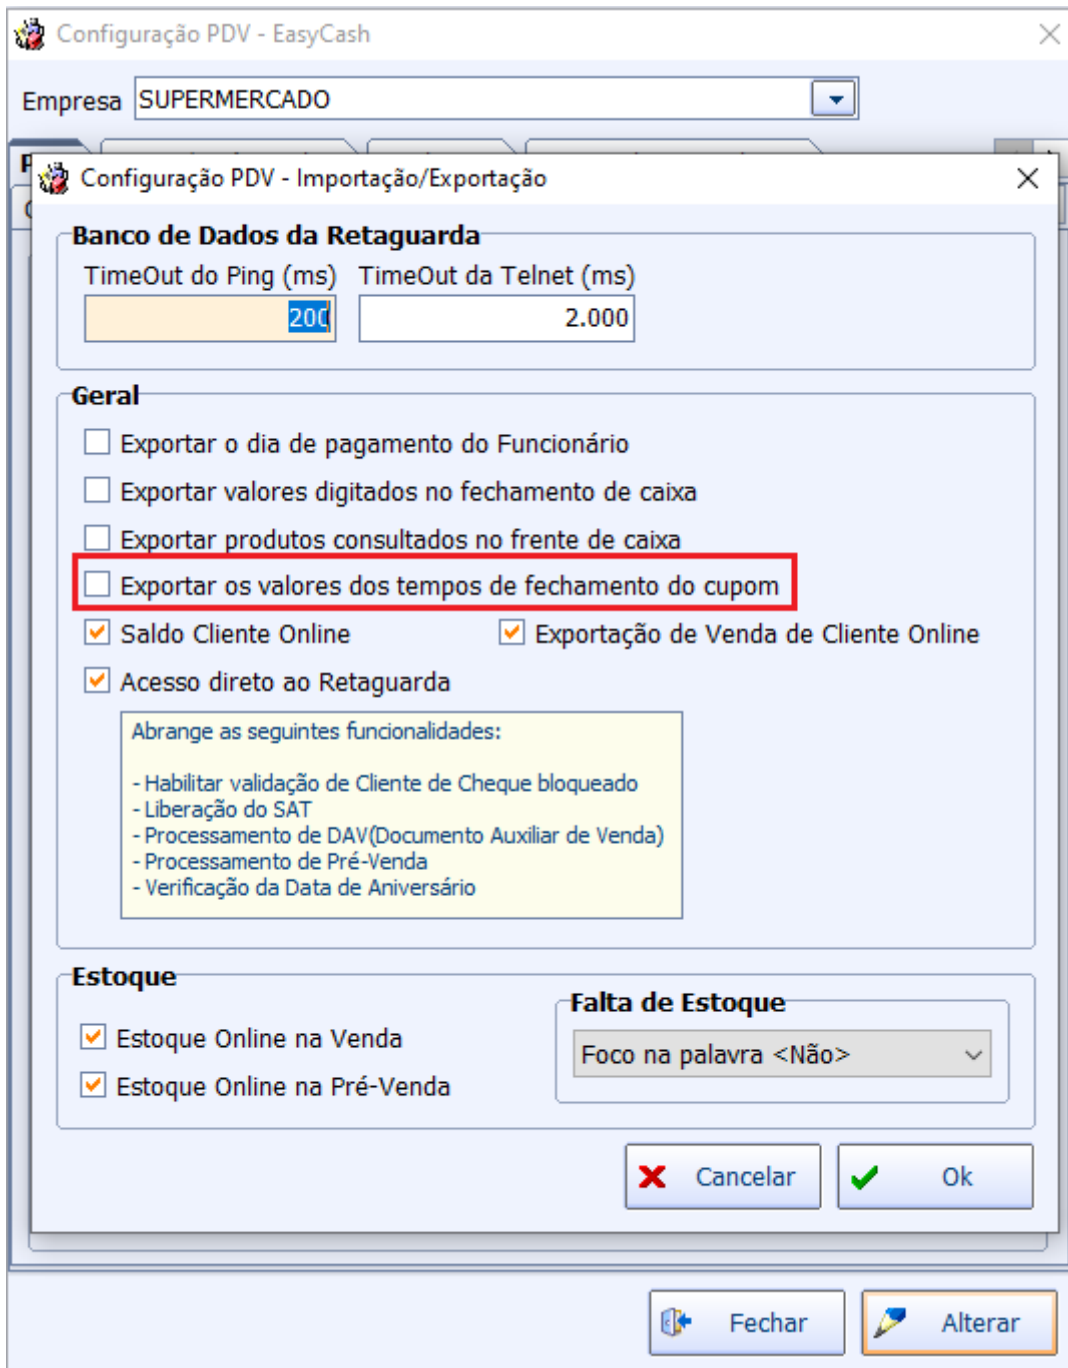 Configuração PDV - EasyCash
Empresa SUPERMERCADO
Configuração PDV - Importação/Exportação
Banco de Dados da Retaguarda
TimeOut do Ping (ms) TimeOut da Telnet (ms)
200 2.000
Geral
Exportar o dia de pagamento do Funcionário
Exportar valores digitados no fechamento de caixa
Exportar produtos consultados no frente de caixa
Exportar os valores dos tempos de fechamento do cupom
Saldo Cliente Online Exportação de Venda de Cliente Online
Acesso direto ao Retaguarda
Abrange as seguintes funcionalidades:
- Habilitar validação de Cliente de Cheque bloqueado
- Liberação do SAT
- Processamento de DAV(Documento Auxiliar de Venda)
- Processamento de Pré-Venda
- Verificação da Data de Aniversário
Estoque
Falta de Estoque
Estoque Online na Venda
Foco na palavra <Não>
Estoque Online na Pré-Venda
Cancelar Ok
Fechar Alterar